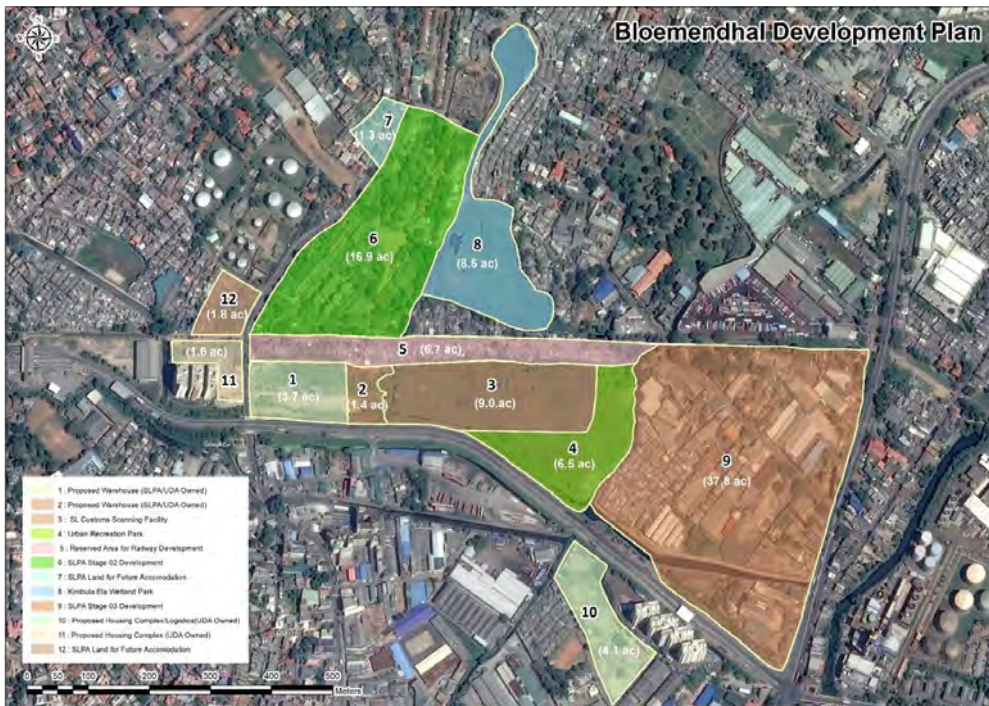 Bloemendhal Development Plan
7
(1.3 ac)
6
(16.9 ac)
8
(8.5 ac)
12
(1.8 ac)
(1.6 ac)
11
5
(6.7 ac)
1
(3.7 ac)
2
(1.4 ac)
3
(9.0 ac)
4
(6.5 ac)
9
(37.8 ac)
10
(4.1 ac)
1 : Proposed Warehouse (SLPA/UDA Owned)
2 : Proposed Warehouse (SLPA/UDA Owned)
3 : SL Customs Scanning Facility
4 : Urban Recreation Park
5 : Reserved Area for Railway Development
6 : SLPA Stage 02 Development
7 : SLPA Land for Future Accomodation
8 : Kimbula Ela Wetland Park
9 : SLPA Stage 03 Development
10 : Proposed Housing Complex/Logistics(UDA Owned)
11 : Proposed Housing Complex (UDA Owned)
12 : SLPA Land for Future Accomodation
0 50 100 200 300 400 500
Meters